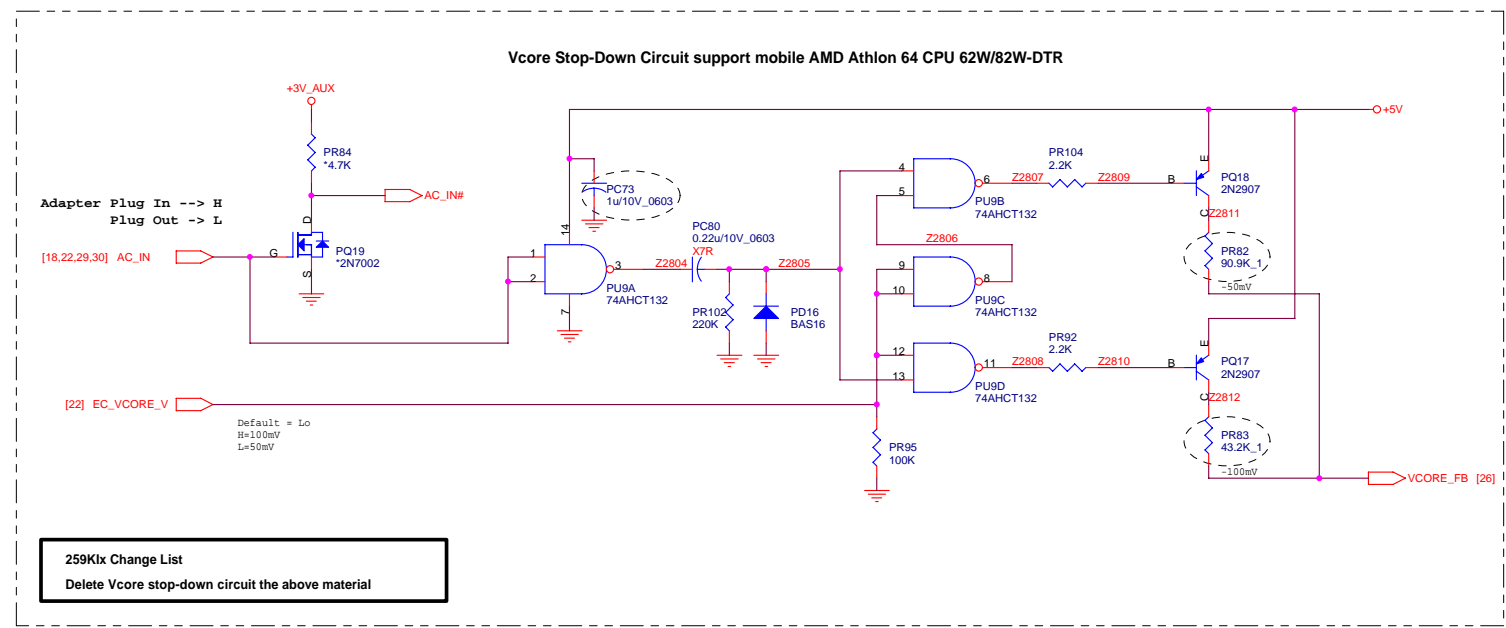 Vcore Stop-Down Circuit support mobile AMD Athlon 64 CPU 62W/82W-DTR
+3V_AUX
+5V
PR84
*4.7K
AC_IN#
Adapter Plug In --> H
Plug Out -> L
[18,22,29,30] AC_IN
G
D
S
PQ19
*2N7002
PC73
1u/10V_0603
14
1
2
3
7
PU9A
74AHCT132
Z2804
PC80
0.22u/10V_0603
X7R
Z2805
PR102
220K
PD16
BAS16
4
5
6
PU9B
74AHCT132
Z2806
Z2807
PR104
2.2K
Z2809
B
E
C
PQ18
2N2907
Z2811
PR82
90.9K_1
-50mV
9
10
8
PU9C
74AHCT132
12
13
11
PU9D
74AHCT132
Z2808
PR92
2.2K
Z2810
B
E
C
PQ17
2N2907
Z2812
PR83
43.2K_1
-100mV
[22] EC_VCORE_V
Default = Lo
H=100mV
L=50mV
PR95
100K
VCORE_FB [26]
259KIx Change List
Delete Vcore stop-down circuit the above material